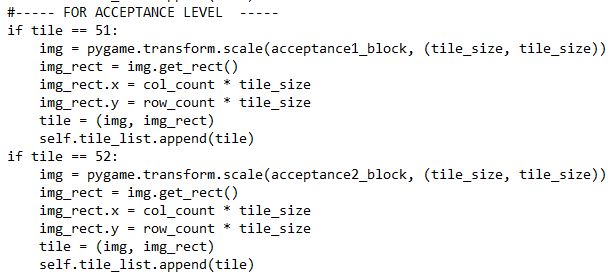 #----- FOR ACCEPTANCE LEVEL  -----
if tile == 51:
    img = pygame.transform.scale(acceptance1_block, (tile_size, tile_size))
    img_rect = img.get_rect()
    img_rect.x = col_count * tile_size
    img_rect.y = row_count * tile_size
    tile = (img, img_rect)
    self.tile_list.append(tile)
if tile == 52:
    img = pygame.transform.scale(acceptance2_block, (tile_size, tile_size))
    img_rect = img.get_rect()
    img_rect.x = col_count * tile_size
    img_rect.y = row_count * tile_size
    tile = (img, img_rect)
    self.tile_list.append(tile)